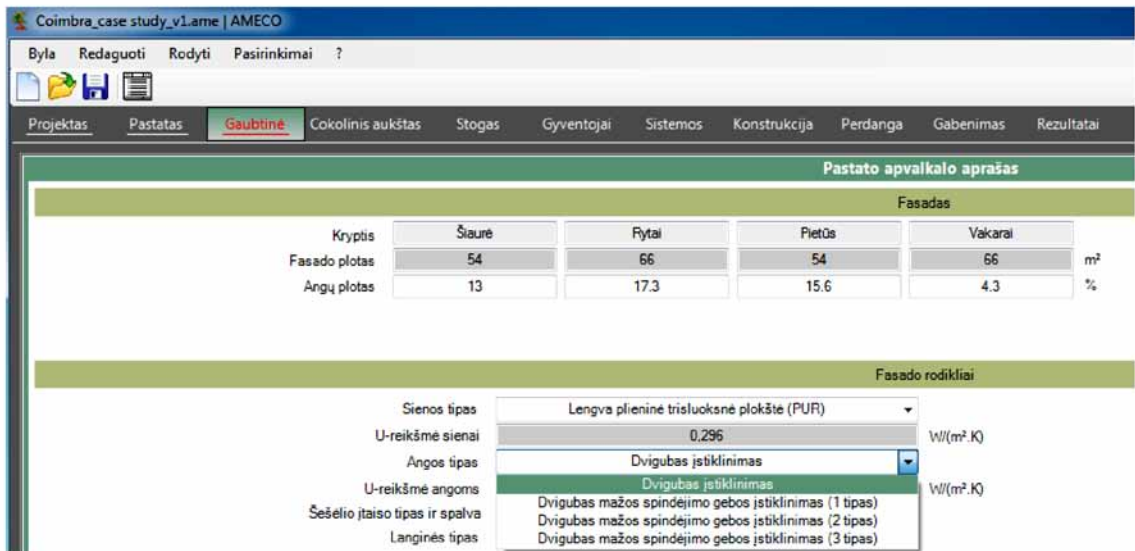 Coimbra_case study_v1.ame | AMECO
Byla Redaguoti Rodyti Pasirinkimai ?
Projektas Pastatas Gaubtinė Cokolinis aukštas Stogas Gyventojai Sistemos Konstrukcija Perdanga Gabenimas Rezultatai
Pastato apvalkalo aprašas
Fasadas
Kryptis Šiaurė Rytai Pietūs Vakarai
Fasado plotas 54 66 54 66 m²
Angų plotas 13 17.3 15.6 4.3 %
Fasado rodikliai
Sienos tipas Lengva plieninė trisluoksnė plokštė (PUR)
U-reikšmė sienai 0,296 W/(m².K)
Angos tipas Dvigubas įstiklinimas
U-reikšmė angoms Dvigubas įstiklinimas W/(m².K)
Dvigubas mažos spindėjimo gebos įstiklinimas (1 tipas)
Šešėlio įtaiso tipas ir spalva Dvigubas mažos spindėjimo gebos įstiklinimas (2 tipas)
Langinės tipas Dvigubas mažos spindėjimo gebos įstiklinimas (3 tipas)